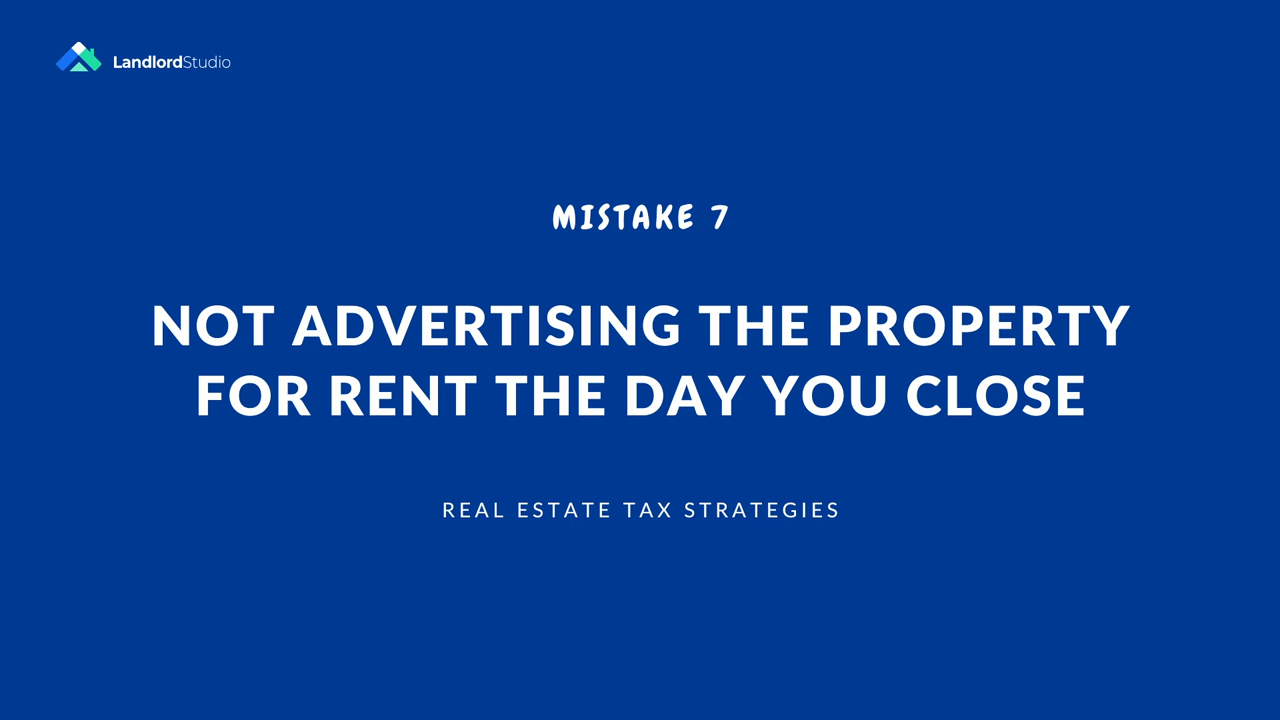 LandlordStudio
MISTAKE 7
NOT ADVERTISING THE PROPERTY
FOR RENT THE DAY YOU CLOSE
REAL ESTATE TAX STRATEGIES